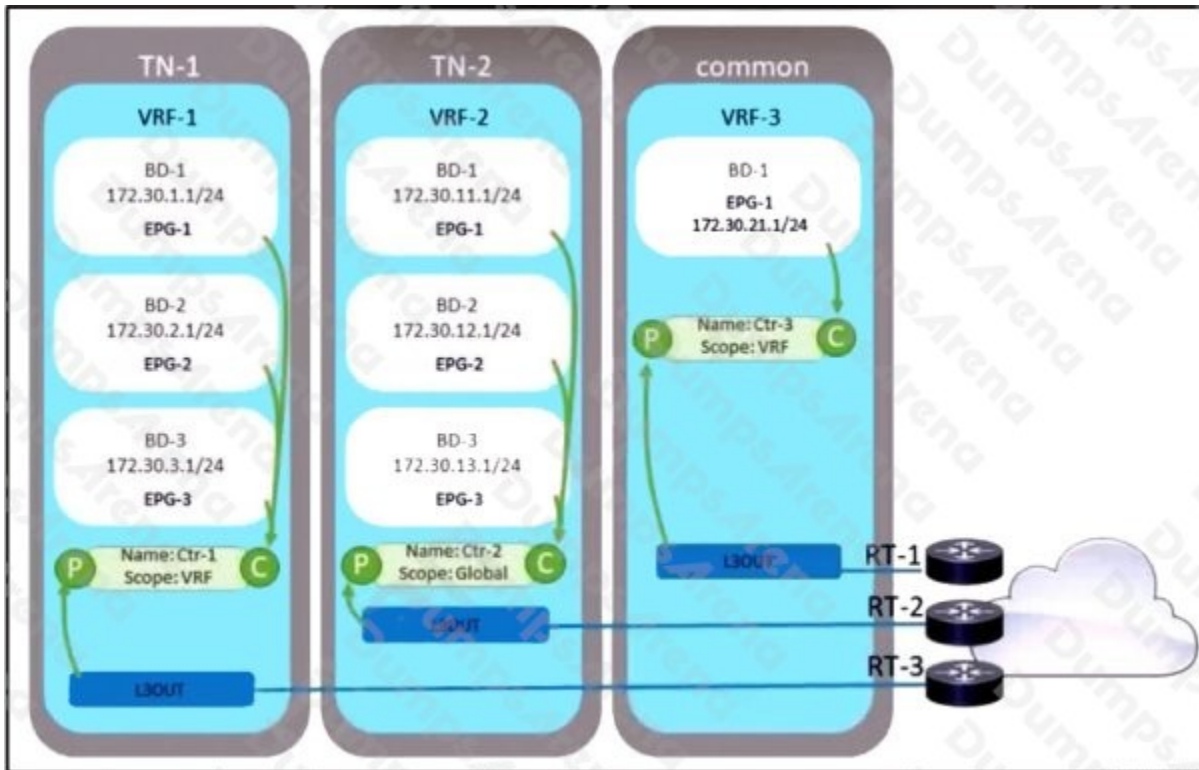 TN-1
VRF-1
BD-1
172.30.1.1/24
EPG-1
BD-2
172.30.2.1/24
EPG-2
BD-3
172.30.3.1/24
EPG-3
P
Name: Ctr-1
Scope: VRF
C
L3OUT
TN-2
VRF-2
BD-1
172.30.11.1/24
EPG-1
BD-2
172.30.12.1/24
EPG-2
BD-3
172.30.13.1/24
EPG-3
P
Name: Ctr-2
Scope: Global
C
L3OUT
common
VRF-3
BD-1
EPG-1
172.30.21.1/24
P
Name: Ctr-3
Scope: VRF
C
L3OUT
RT-1
RT-2
RT-3
DumpsArena